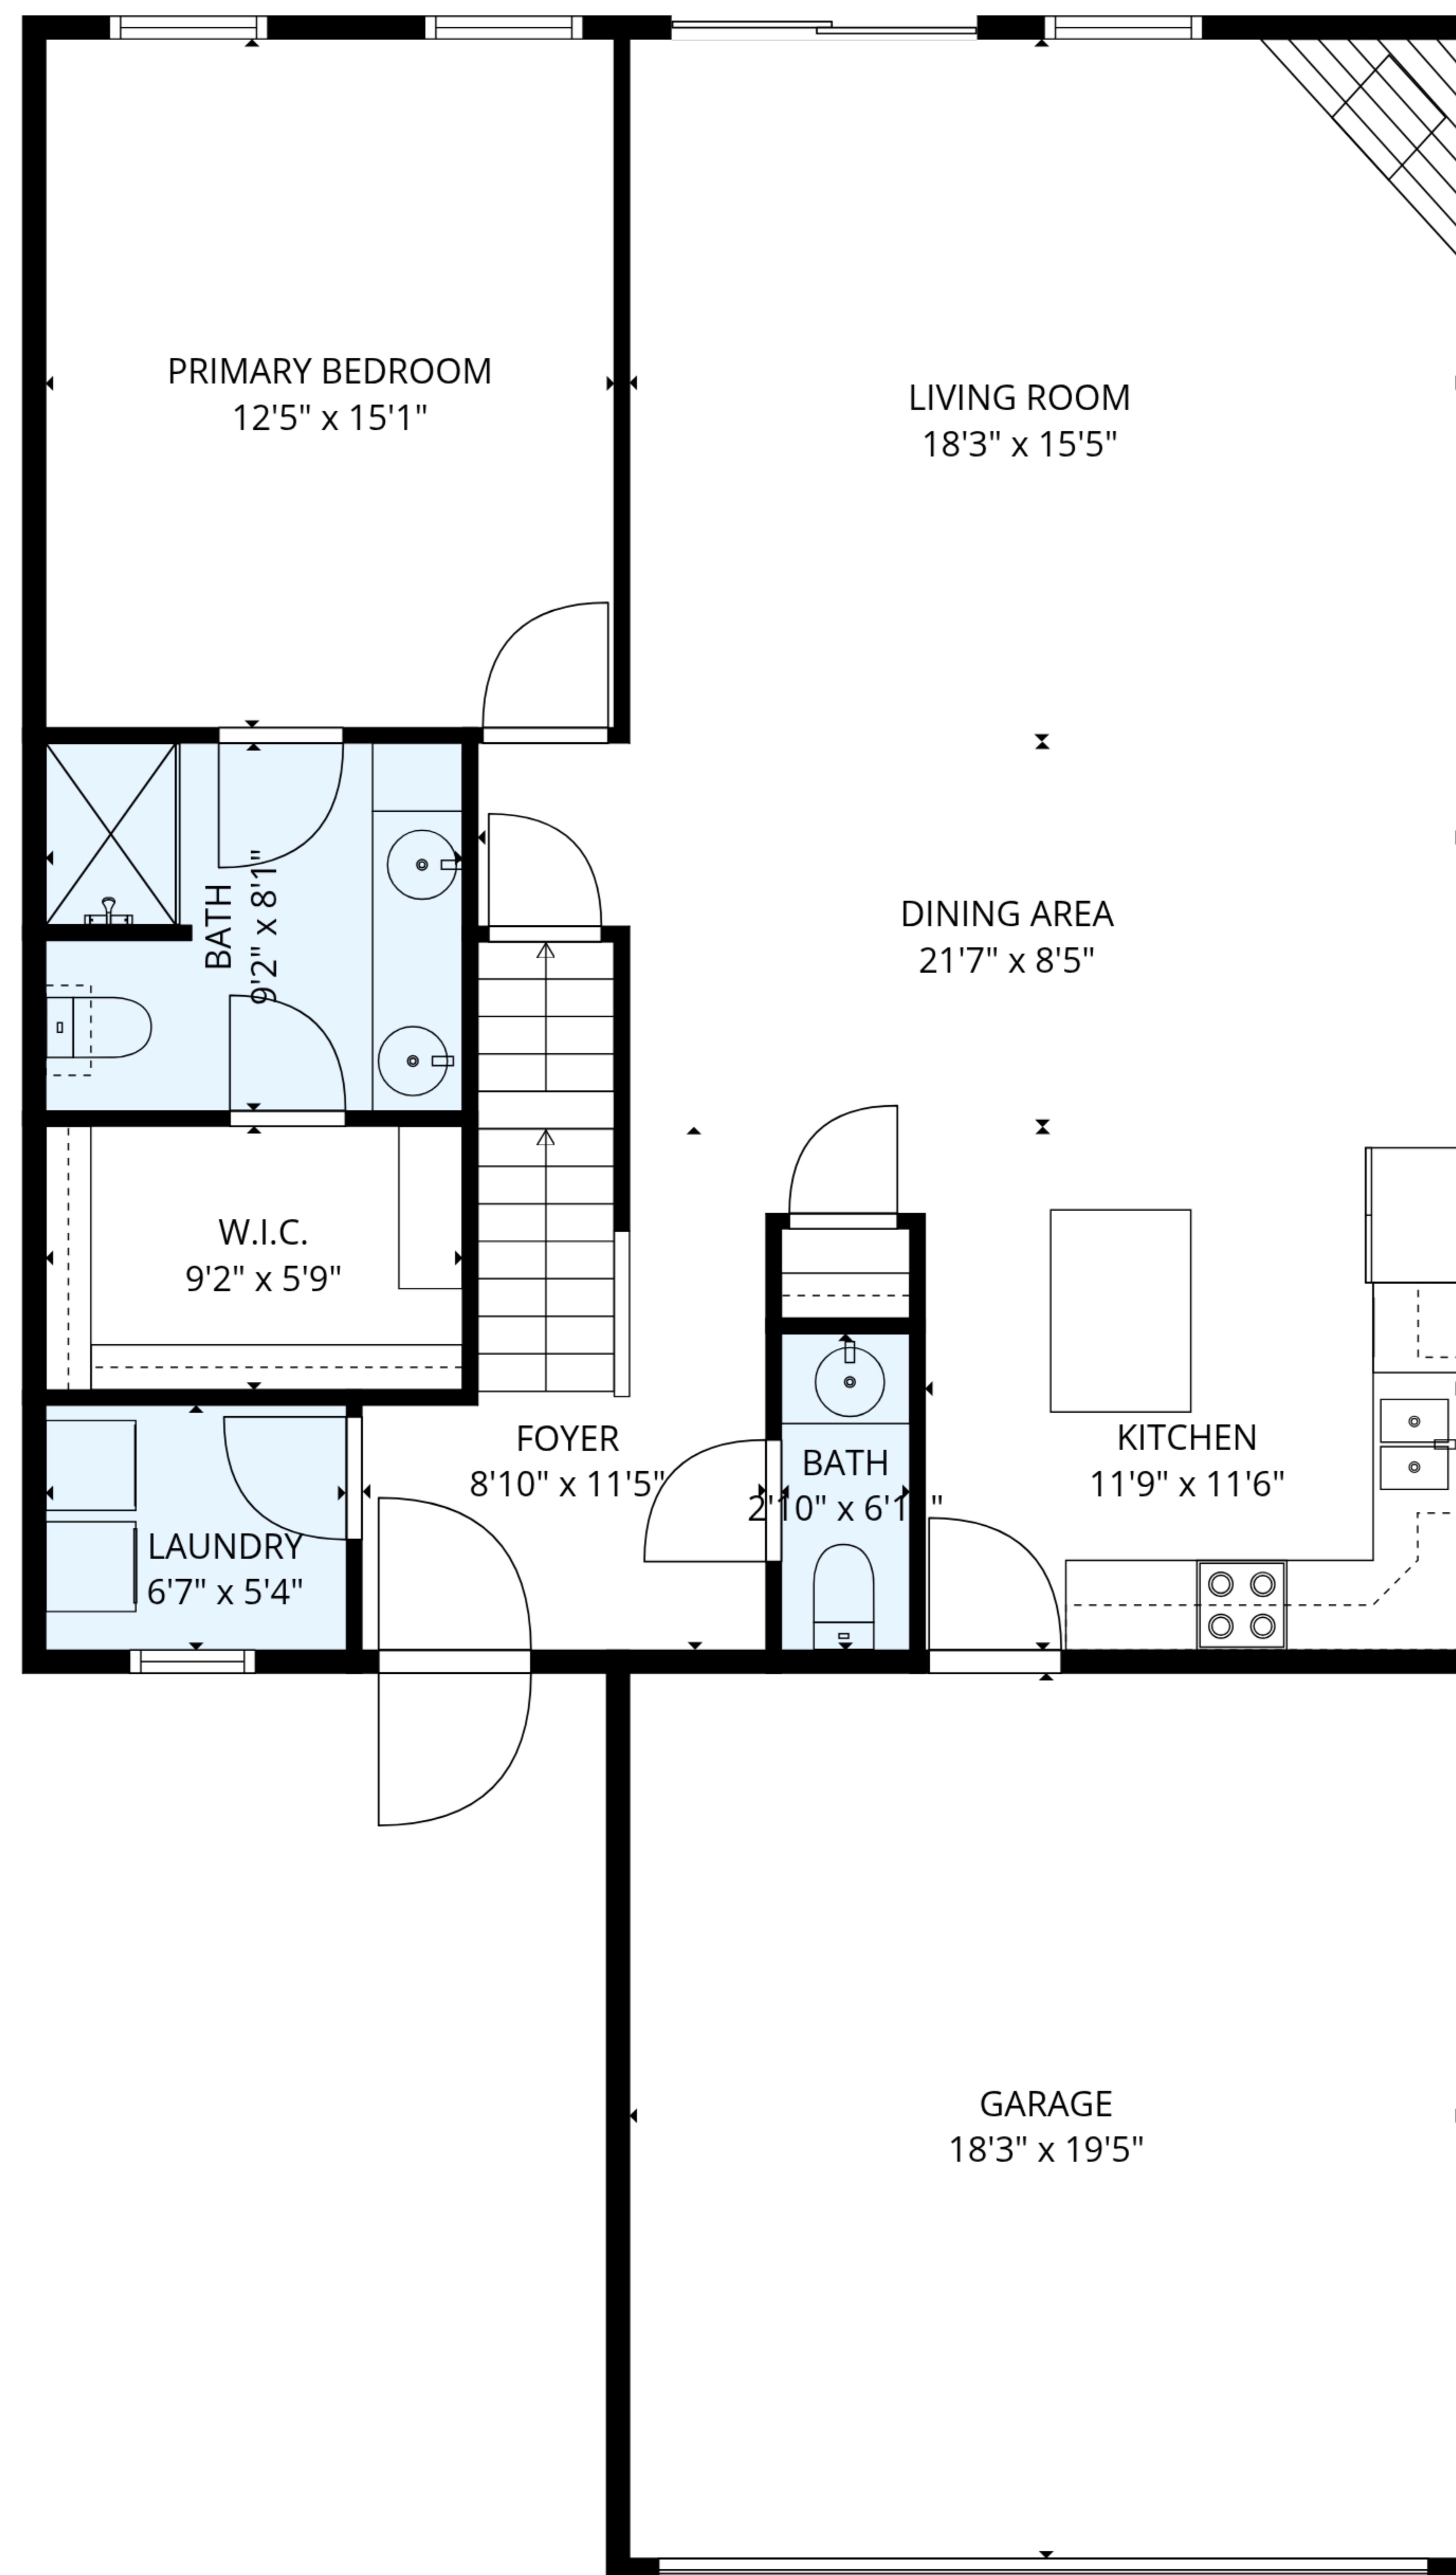 PRIMARY BEDROOM
12'5" x 15'1"
LIVING ROOM
18'3" x 15'5"
BATH
9'2" x 8'1"
DINING AREA
21'7" x 8'5"
W.I.C.
9'2" x 5'9"
FOYER
8'10" x 11'5"
BATH
2'10" x
KITCHEN
11'9" x 11'6"
LAUNDRY
6'7" x 5'4"
GARAGE
18'3" x 19'5"